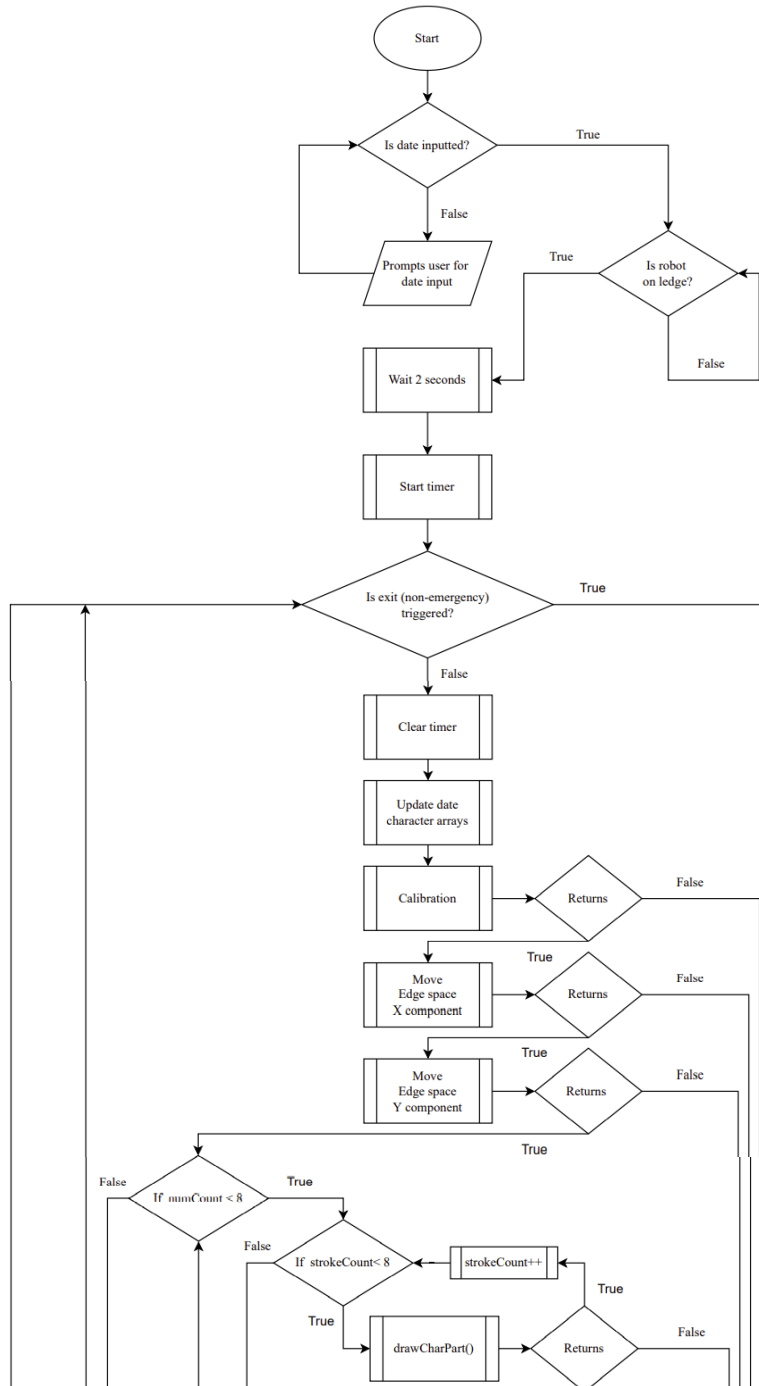 Start
Is date inputted?
True
False
Prompts user for
date input
True
Is robot
on ledge?
False
Wait 2 seconds
Start timer
Is exit (non-emergency)
triggered?
True
False
Clear timer
Update date
character arrays
Calibration
Returns
False
True
Move
Edge space
X component
Returns
False
True
Move
Edge space
Y component
Returns
False
True
False
If numCount < 8
True
False
If strokeCount< 8
strokeCount++
True
True
drawCharPart()
Returns
False